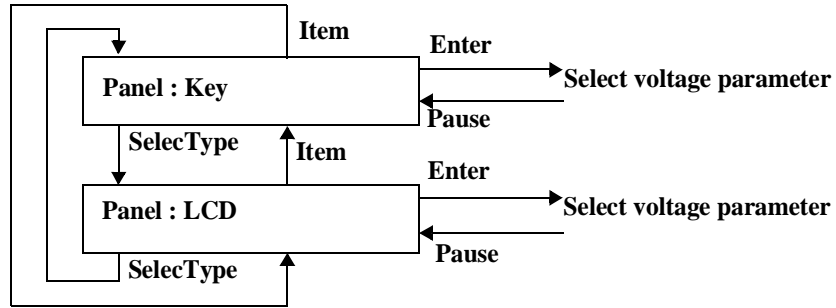 Item
Enter
Panel : Key
Select voltage parameter
Pause
SelecType
Item
Enter
Panel : LCD
Select voltage parameter
Pause
SelecType